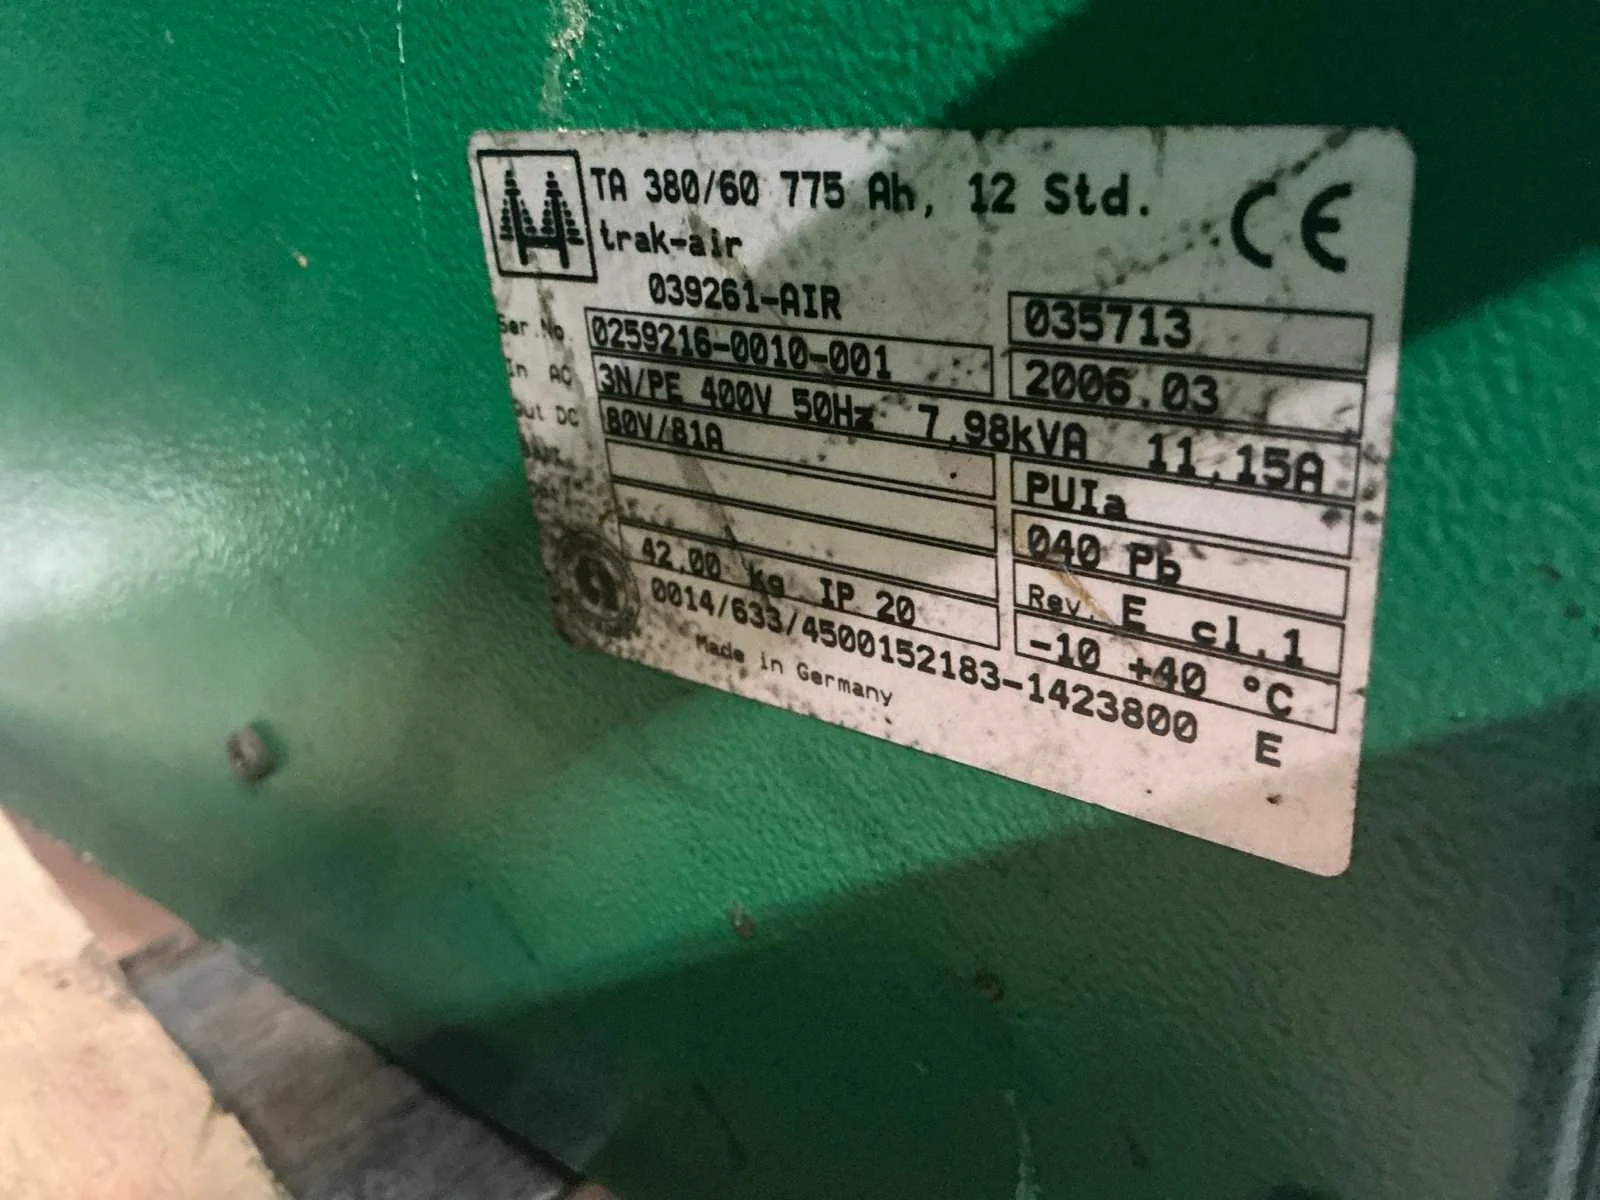 TA 380/60 775 Ah, 12 Std.
CE
trak-air
039261-AIR
035713
Ser.No. 0259216-0010-001
2006.03
In AC 3N/PE 400V 50Hz 7,98kVA 11,15A
Out DC 80V/81A
PUIa
040 Pb
42,00 kg IP 20
Rev. E cl.1
-10 +40 °C
0014/633/4500152183-1423800 E
Made in Germany